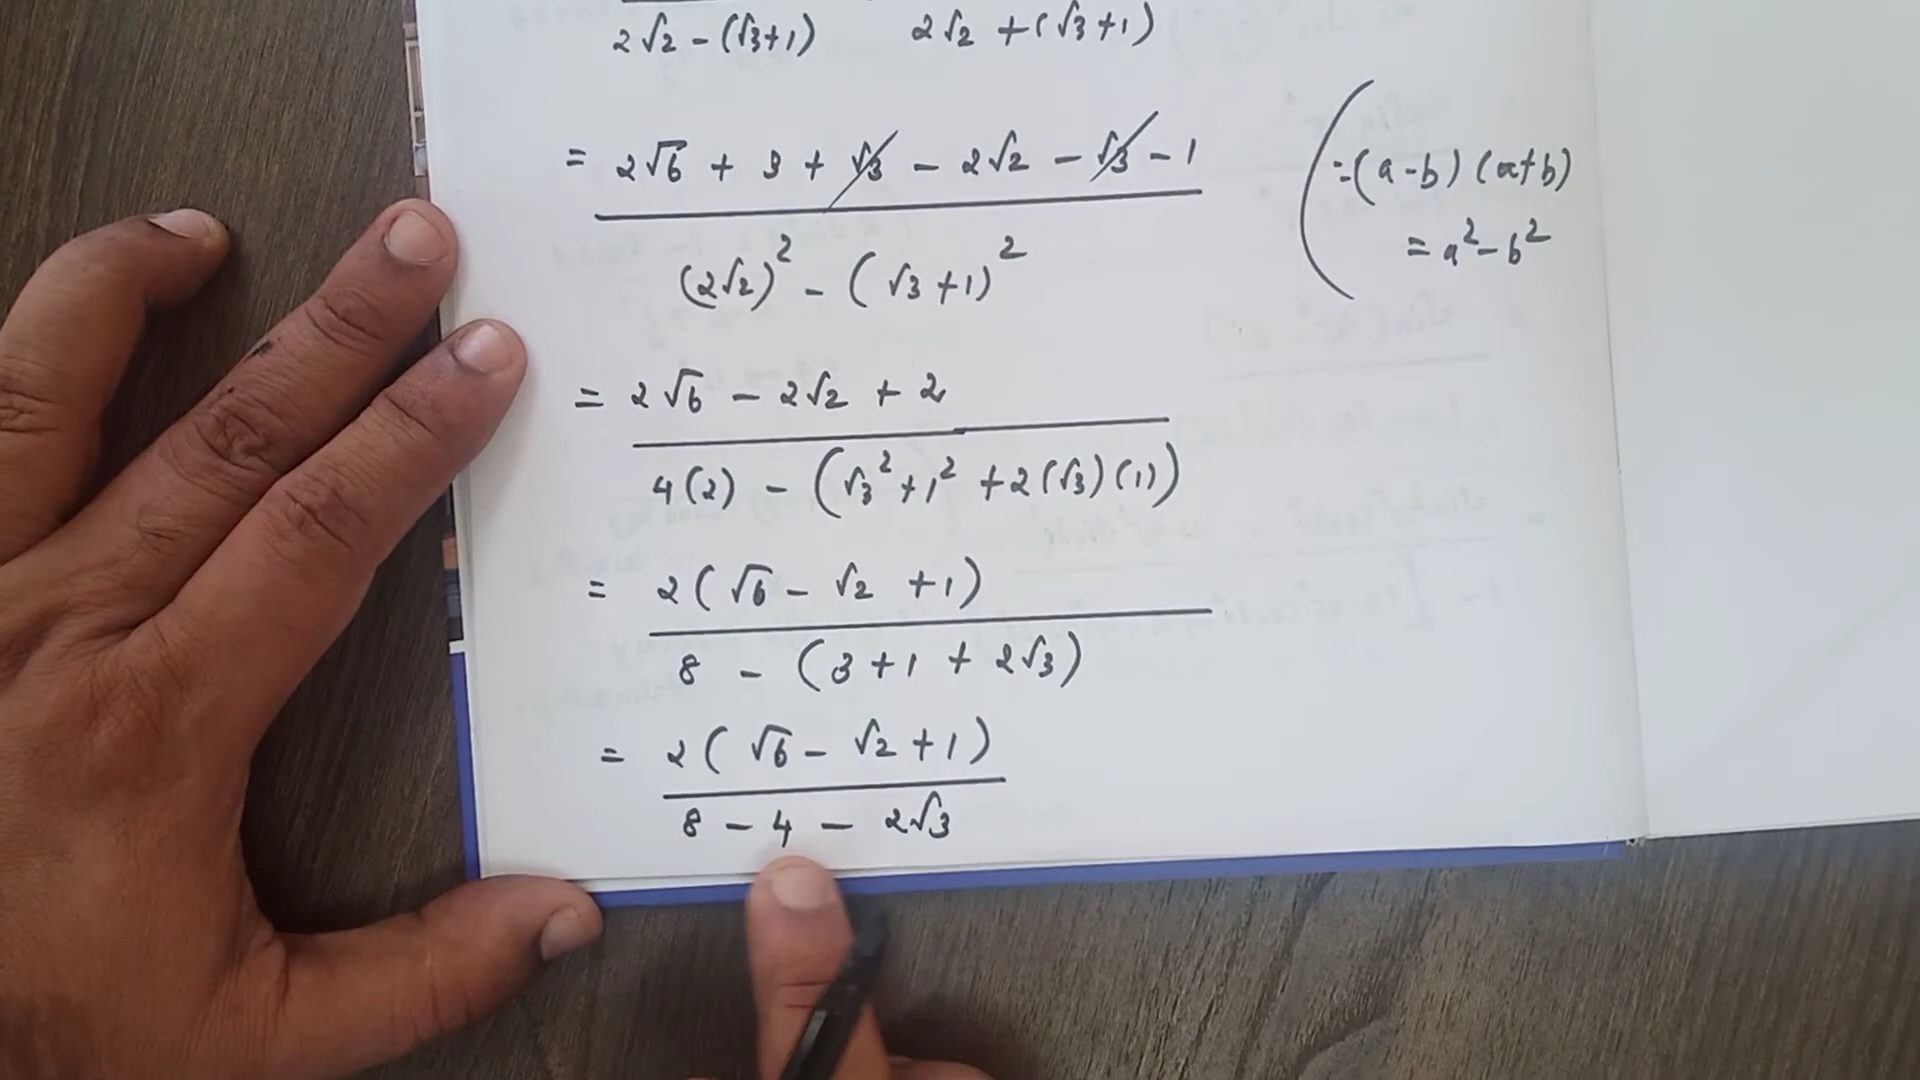 2√2 - (√3+1)    2√2 + (√3+1)
= 2√6 + 3 + √3 - 2√2 - √3 - 1
(2√2)² - (√3+1)²
= (a-b) (a+b)
= a² - b²
= 2√6 - 2√2 + 2
4(2) - (√3² + 1² + 2(√3)(1))
= 2(√6 - √2 + 1)
8 - (3+1 + 2√3)
= 2(√6 - √2 + 1)
8 - 4 - 2√3